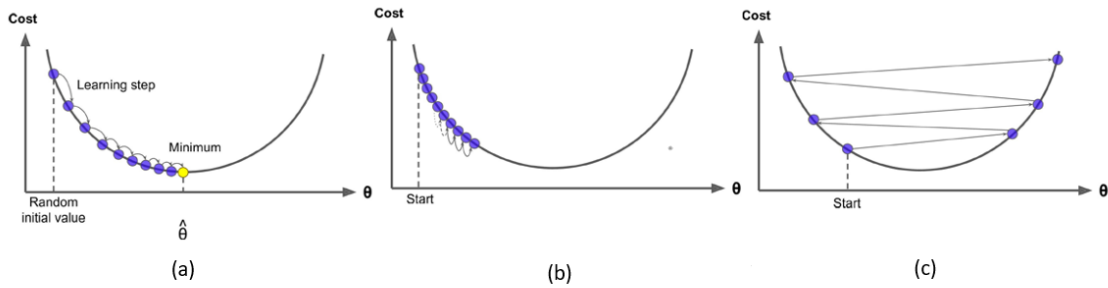 Cost
Learning step
Minimum
θ
Random
initial value
θ̂
(a)
Cost
θ
Start
(b)
Cost
θ
Start
(c)